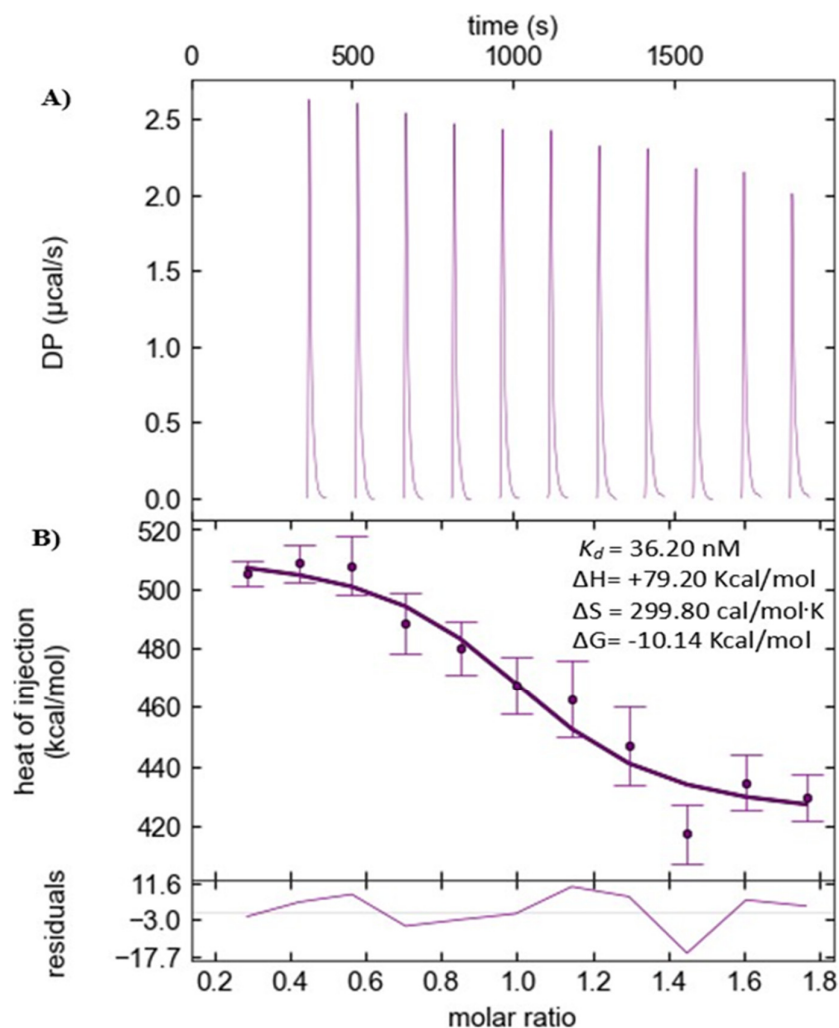 time (s)
0 500 1000 1500
A)
2.5
2.0
1.5
1.0
0.5
0.0
DP (µcal/s)
B)
520
500
480
460
440
420
heat of injection
(kcal/mol)
Kd = 36.20 nM
ΔH= +79.20 Kcal/mol
ΔS = 299.80 cal/mol·K
ΔG= -10.14 Kcal/mol
11.6
−3.0
−17.7
residuals
0.2 0.4 0.6 0.8 1.0 1.2 1.4 1.6 1.8
molar ratio